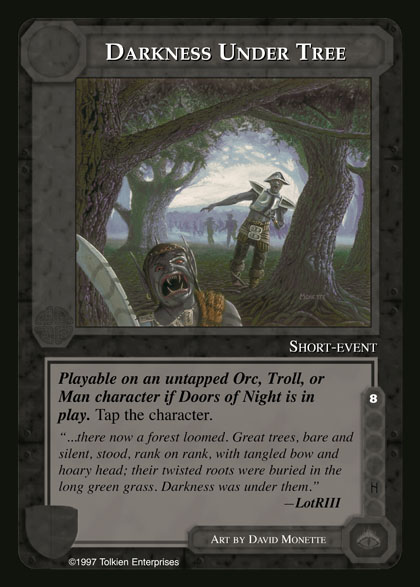 DARKNESS UNDER TREE
MONETTE
SHORT-EVENT
Playable on an untapped Orc, Troll, or
Man character if Doors of Night is in
play. Tap the character.
8
“...there now a forest loomed. Great trees, bare and
silent, stood, rank on rank, with tangled bow and
hoary head; their twisted roots were buried in the
long green grass. Darkness was under them.”
—LotRIII
ART BY DAVID MONETTE
©1997 Tolkien Enterprises